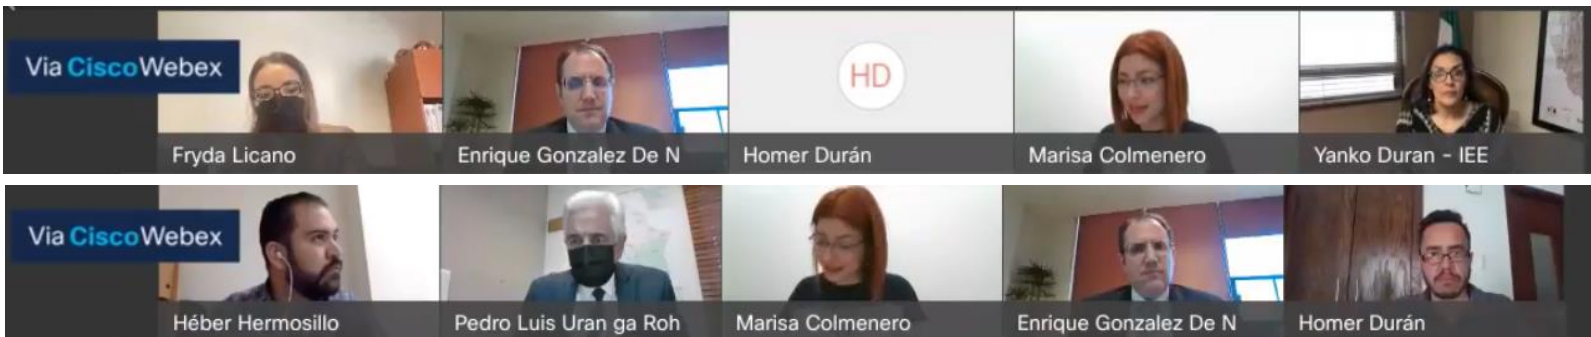 Via Cisco Webex
HD
Fryda Licano
Enrique Gonzalez De N
Homer Durán
Marisa Colmenero
Yanko Duran - IEE
Via Cisco Webex
Héber Hermosillo
Pedro Luis Uran ga Roh
Marisa Colmenero
Enrique Gonzalez De N
Homer Durán